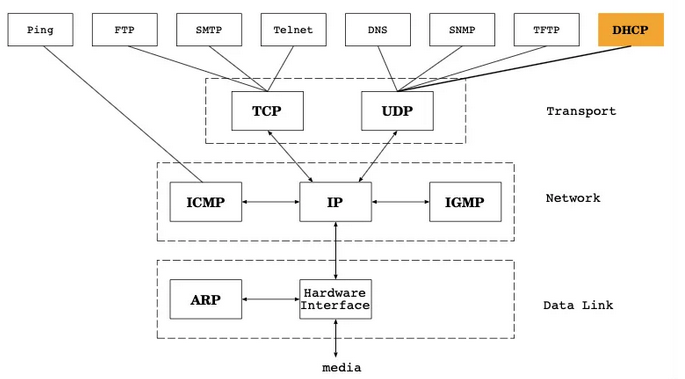 Ping FTP SMTP Telnet DNS SNMP TFTP DHCP
TCP UDP Transport
ICMP IP IGMP Network
ARP Hardware Interface Data Link
media